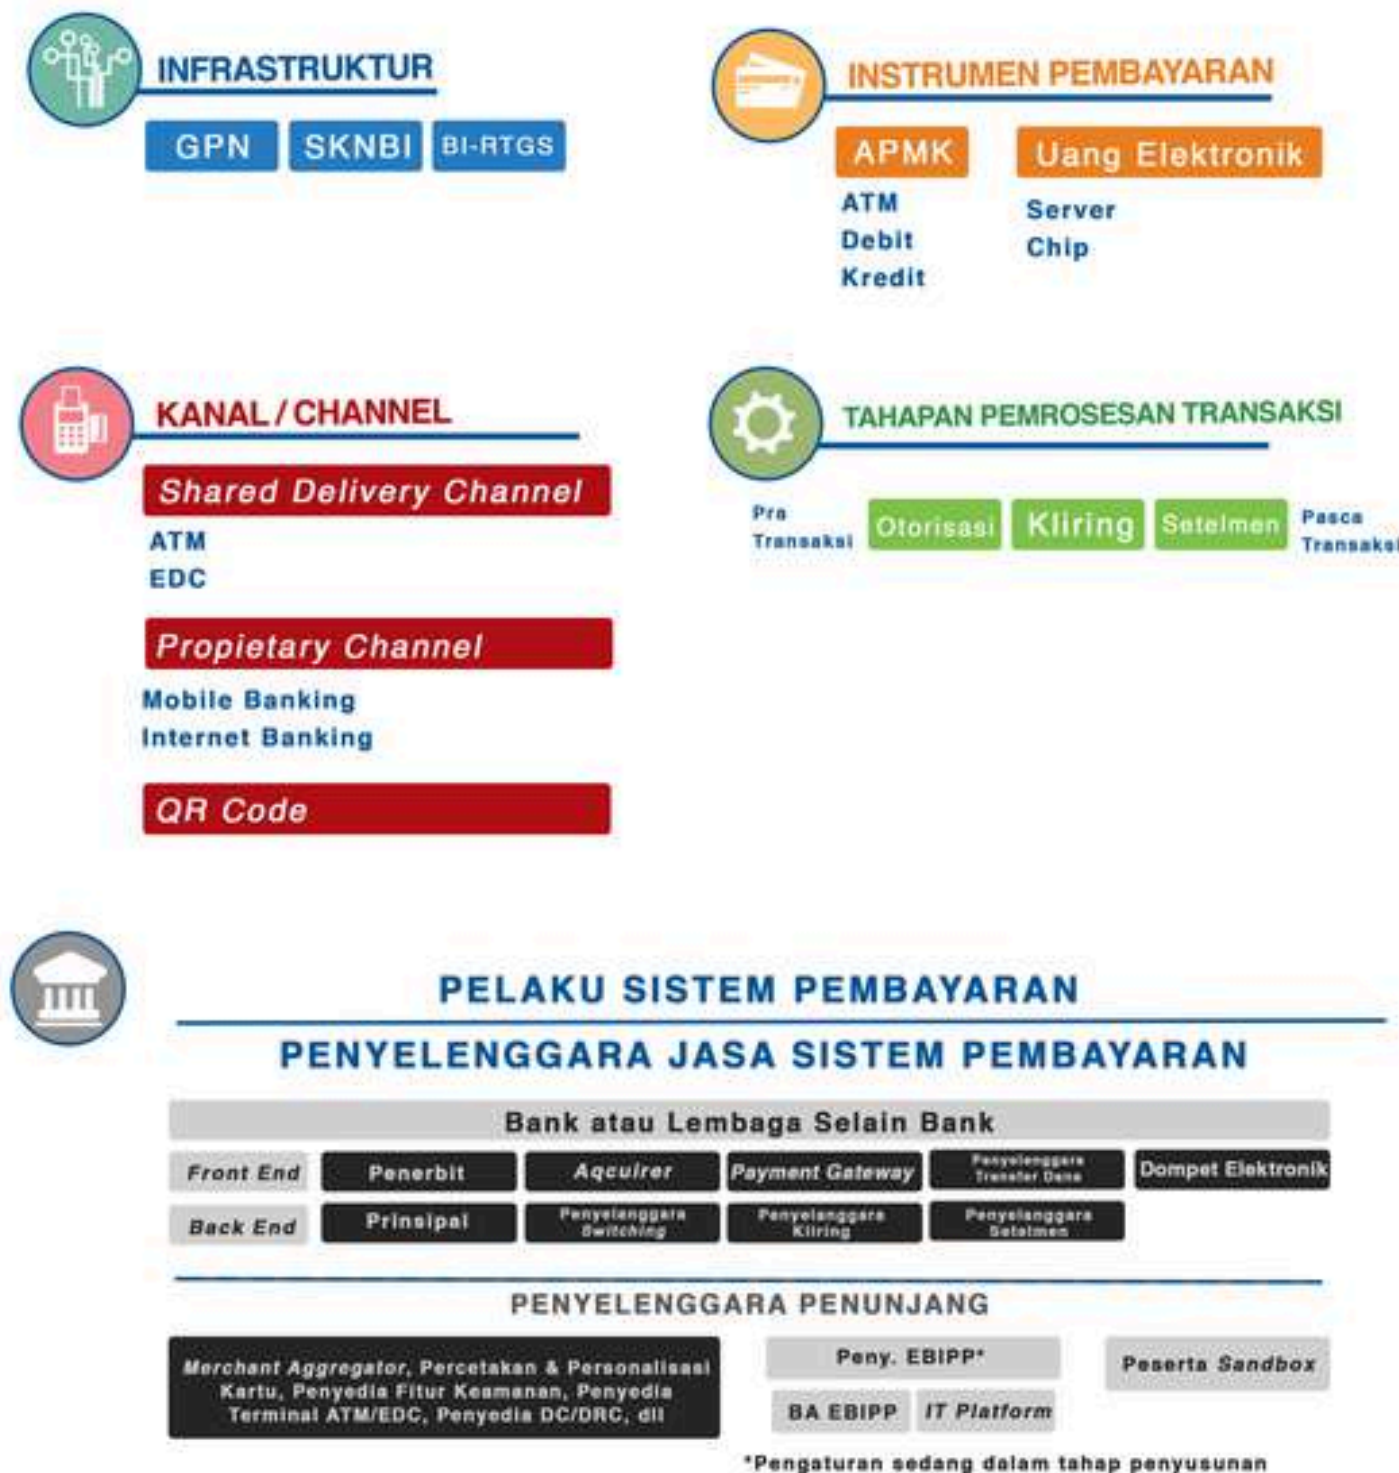 INFRASTRUKTUR
GPN SKNBI BI-RTGS
INSTRUMEN PEMBAYARAN
APMK
ATM
Debit
Kredit
Uang Elektronik
Server
Chip
KANAL / CHANNEL
Shared Delivery Channel
ATM
EDC
Propietary Channel
Mobile Banking
Internet Banking
QR Code
TAHAPAN PEMROSESAN TRANSAKSI
Pra
Transaksi
Otorisasi Kliring Setelmen
Pasca
Transaksi
PELAKU SISTEM PEMBAYARAN
PENYELENGGARA JASA SISTEM PEMBAYARAN
Bank atau Lembaga Selain Bank
Front End
Penerbit
Aqcuirer
Payment Gateway
Penyelenggara
Transfer Dana
Dompet Elektronik
Back End
Prinsipal
Penyelanggara
Switching
Penyelanggara
Kliring
Penyelanggara
Setelmen
PENYELENGGARA PENUNJANG
Merchant Aggregator, Percetakan & Personalisasi
Kartu, Penyedia Fitur Keamanan, Penyedia
Terminal ATM/EDC, Penyedia DC/DRC, dll
Peny. EBIPP*
BA EBIPP
IT Platform
Peserta Sandbox
*Pengaturan sedang dalam tahap penyusunan